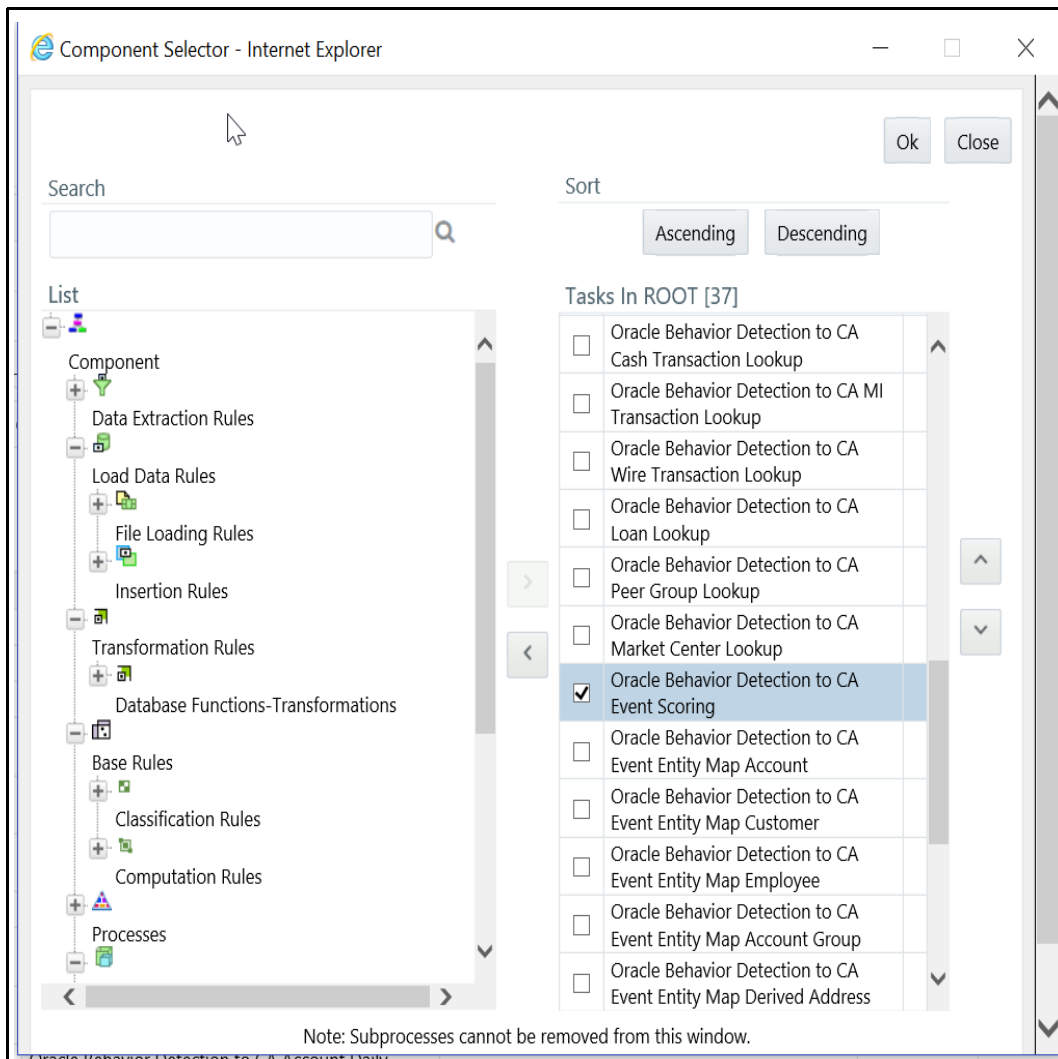 Component Selector - Internet Explorer
Ok
Close
Search
Sort
Ascending
Descending
List
Tasks In ROOT [37]
Component
Data Extraction Rules
Load Data Rules
File Loading Rules
Insertion Rules
Transformation Rules
Database Functions-Transformations
Base Rules
Classification Rules
Computation Rules
Processes
Oracle Behavior Detection to CA
Cash Transaction Lookup
Oracle Behavior Detection to CA MI
Transaction Lookup
Oracle Behavior Detection to CA
Wire Transaction Lookup
Oracle Behavior Detection to CA
Loan Lookup
Oracle Behavior Detection to CA
Peer Group Lookup
Oracle Behavior Detection to CA
Market Center Lookup
Oracle Behavior Detection to CA
Event Scoring
Oracle Behavior Detection to CA
Event Entity Map Account
Oracle Behavior Detection to CA
Event Entity Map Customer
Oracle Behavior Detection to CA
Event Entity Map Employee
Oracle Behavior Detection to CA
Event Entity Map Account Group
Oracle Behavior Detection to CA
Event Entity Map Derived Address
Note: Subprocesses cannot be removed from this window.
Oracle Behavior Detection to CA Account Daily